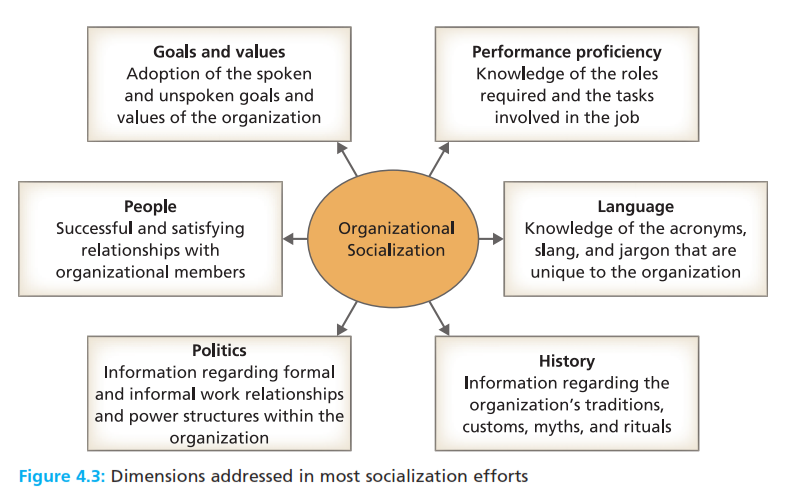 Goals and values
Adoption of the spoken
and unspoken goals and
values of the organization
Performance proficiency
Knowledge of the roles
required and the tasks
involved in the job
People
Successful and satisfying
relationships with
organizational members
Organizational
Socialization
Language
Knowledge of the acronyms,
slang, and jargon that are
unique to the organization
Politics
Information regarding formal
and informal work relationships
and power structures within the
organization
History
Information regarding the
organization’s traditions,
customs, myths, and rituals
Figure 4.3: Dimensions addressed in most socialization efforts